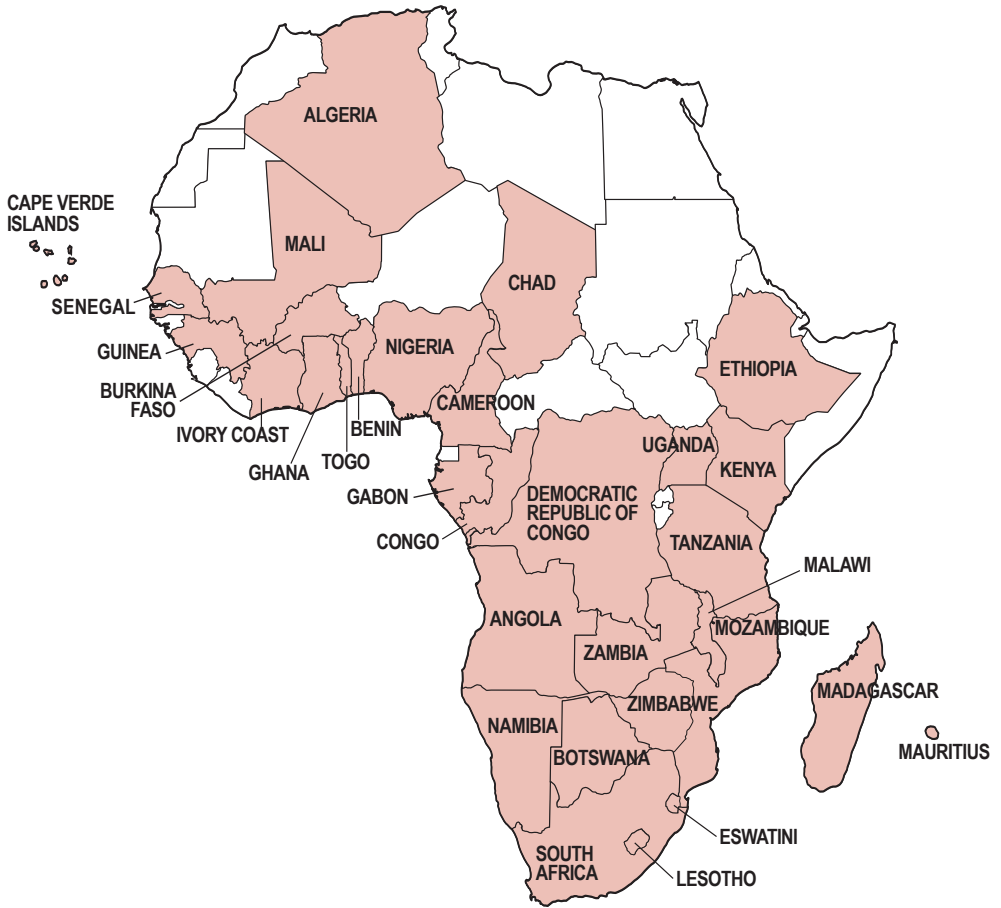 ALGERIA
CAPE VERDE
ISLANDS
MALI
CHAD
SENEGAL
NIGERIA
GUINEA
ETHIOPIA
BURKINA
FASO
CAMEROON
IVORY COAST
BENIN
UGANDA
GHANA
TOGO
KENYA
GABON
DEMOCRATIC
REPUBLIC OF
CONGO
CONGO
TANZANIA
MALAWI
ANGOLA
MOZAMBIQUE
ZAMBIA
MADAGASCAR
ZIMBABWE
NAMIBIA
MAURITIUS
BOTSWANA
ESWATINI
SOUTH
AFRICA
LESOTHO